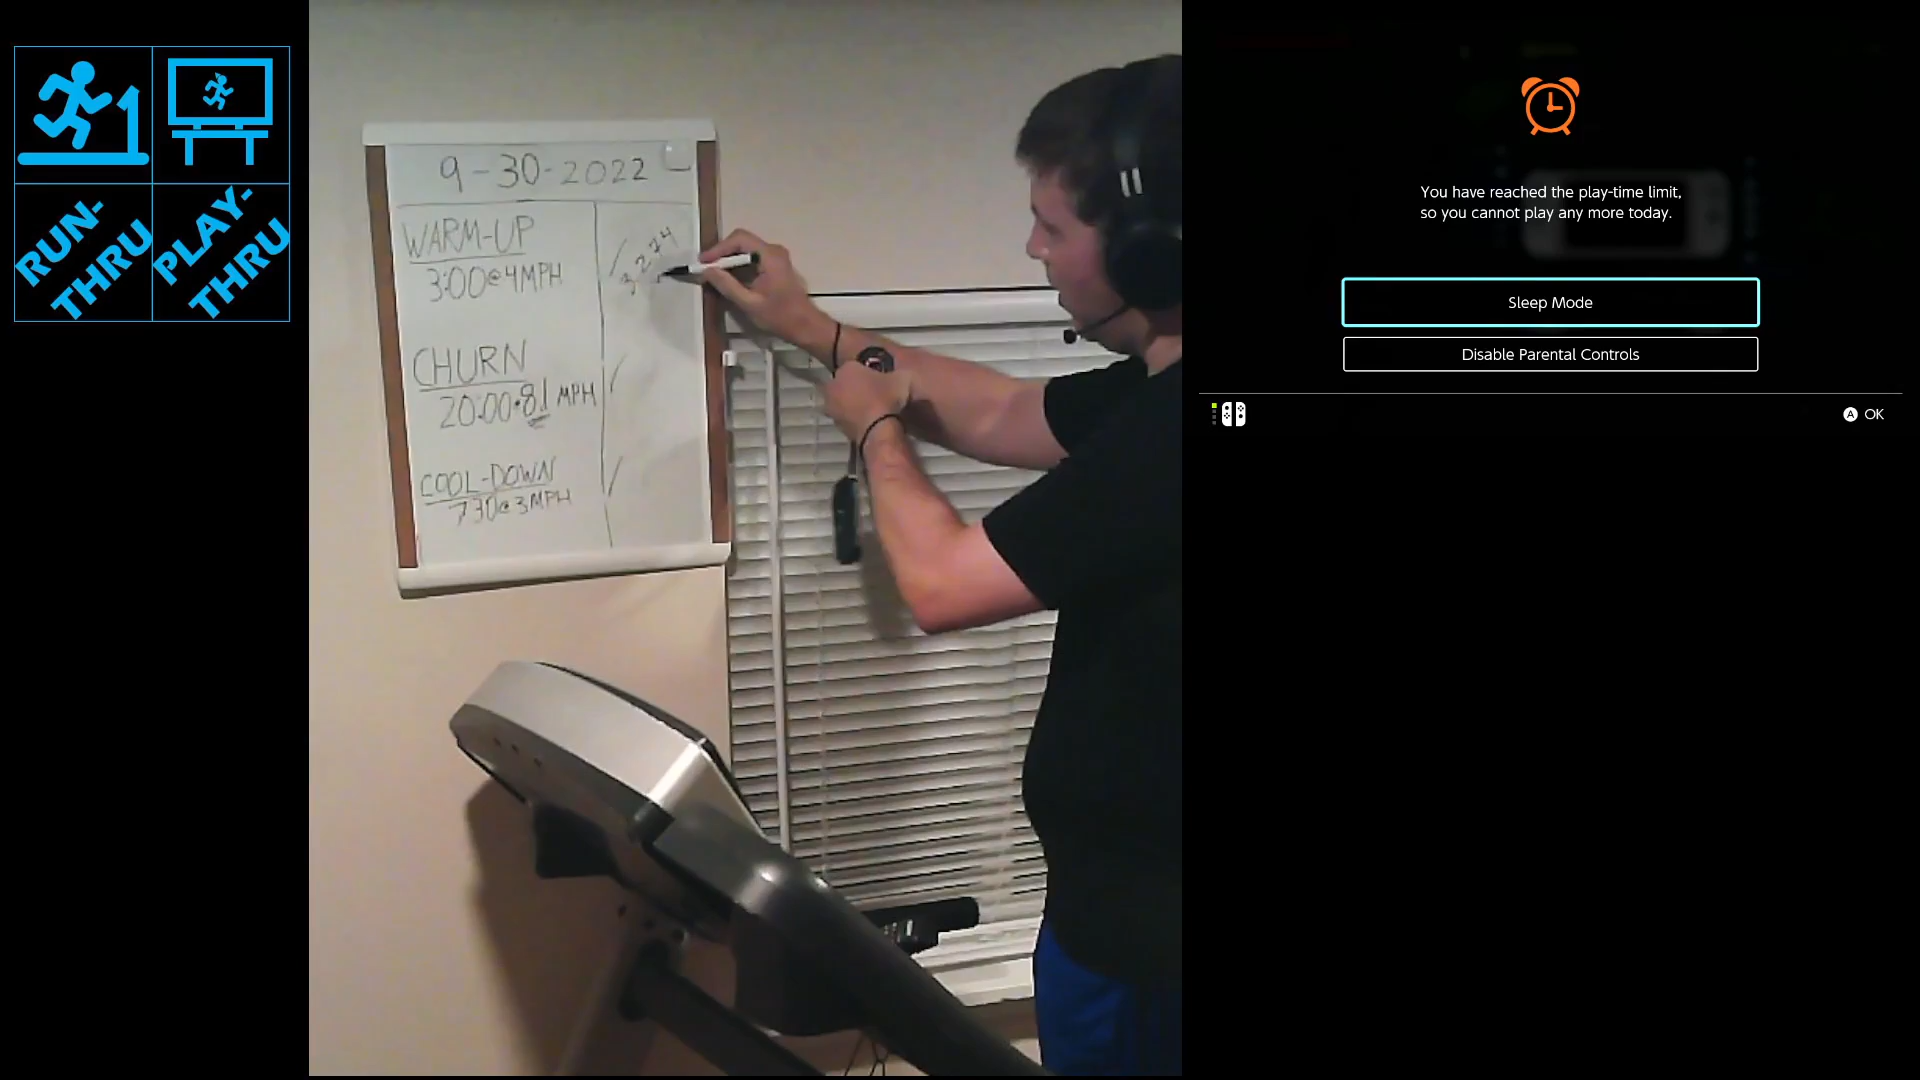 RUN-
THRU
PLAY-
THRU
9-30-2022
WARM-UP
3:00@4MPH
CHURN
20:00 • 8.1 MPH
COOL-DOWN
730@3MPH
You have reached the play-time limit,
so you cannot play any more today.
Sleep Mode
Disable Parental Controls
A OK